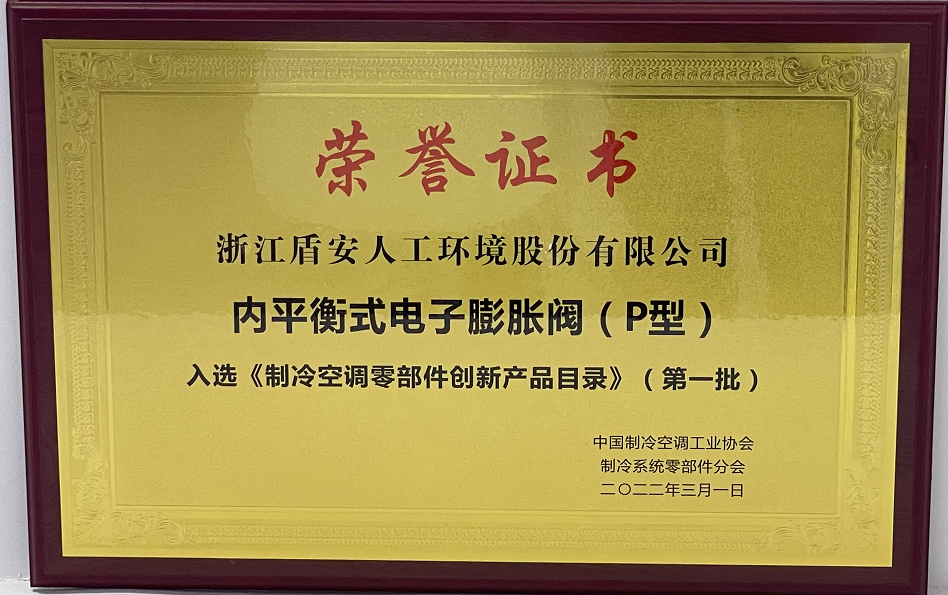 荣誉证书
浙江盾安人工环境股份有限公司
内平衡式电子膨胀阀（P型）
入选《制冷空调零部件创新产品目录》（第一批）
中国制冷空调工业协会
制冷系统零部件分会
二〇二二年三月一日